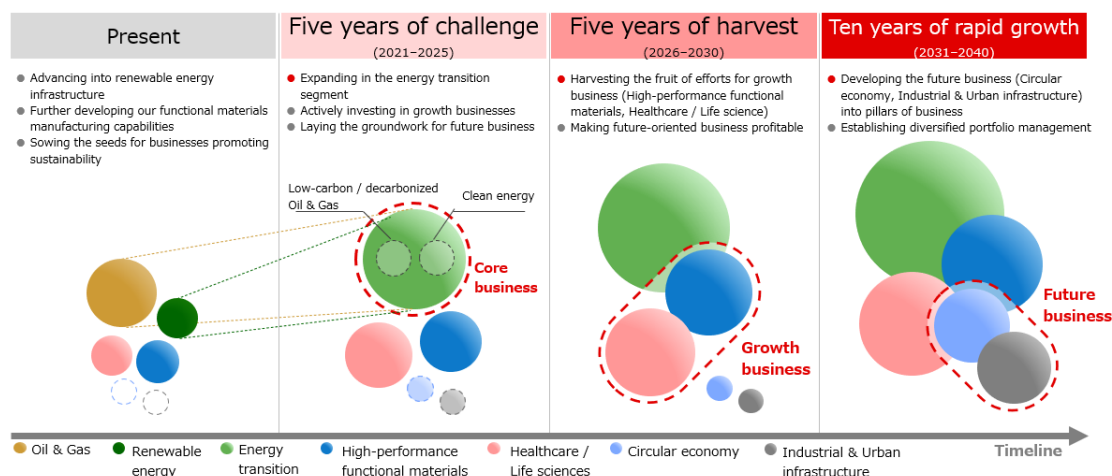 Present
● Advancing into renewable energy
infrastructure
● Further developing our functional materials
manufacturing capabilities
● Sowing the seeds for businesses promoting
sustainability
Five years of challenge
(2021–2025)
● Expanding in the energy transition
segment
● Actively investing in growth businesses
● Laying the groundwork for future business
Five years of harvest
(2026–2030)
● Harvesting the fruit of efforts for growth
business (High-performance functional
materials, Healthcare / Life science)
● Making future-oriented business profitable
Ten years of rapid growth
(2031–2040)
● Developing the future business (Circular
economy, Industrial & Urban infrastructure)
into pillars of business
● Establishing diversified portfolio management
Low-carbon / decarbonized
Oil & Gas
Clean energy
Core
business
Growth
business
Future
business
Timeline
Oil & Gas
Renewable
energy
Energy
transition
High-performance
functional materials
Healthcare /
Life sciences
Circular economy
Industrial & Urban
infrastructure